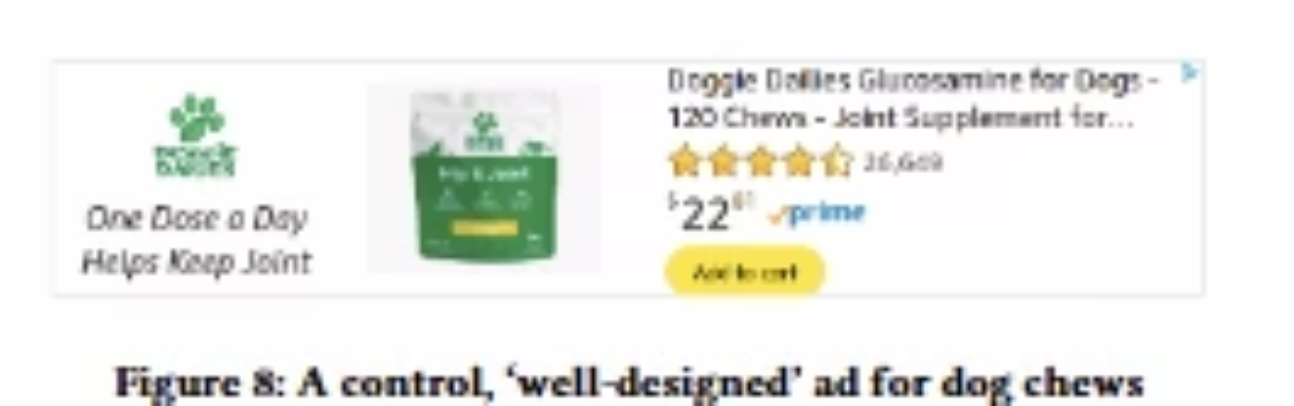 One Dose a Day
Helps Keep Joint
Doggie Dailies Glucosamine for Dogs -
120 Chews - Joint Supplement for...
$22 prime
Add to cart
Figure 8: A control, ‘well-designed’ ad for dog chews